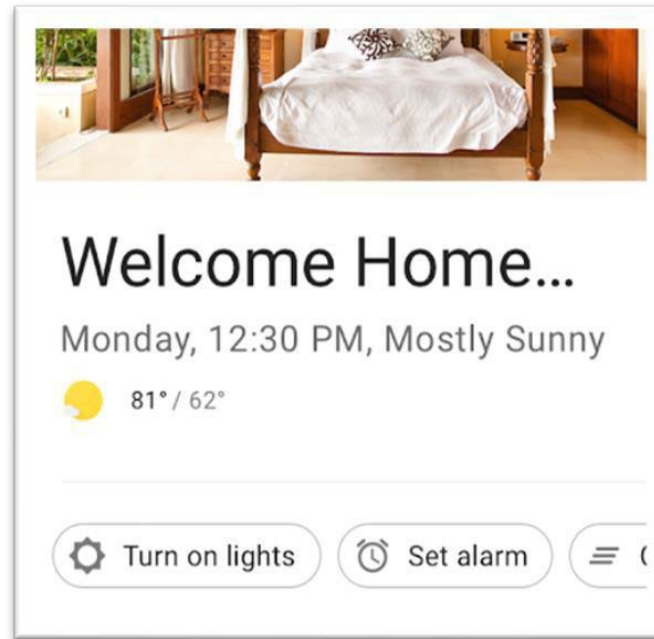 Welcome Home...
Monday, 12:30 PM, Mostly Sunny
81° / 62°
Turn on lights
Set alarm